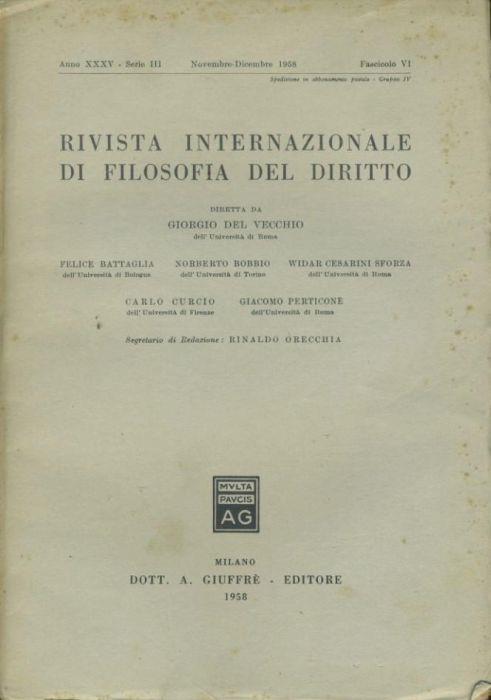 Anno XXXV - Serie III Novembre-Dicembre 1958 Fascicolo VI
Spedizione in abbonamento postale - Gruppo IV
RIVISTA INTERNAZIONALE
DI FILOSOFIA DEL DIRITTO
DIRETTA DA
GIORGIO DEL VECCHIO
dell'Università di Roma
FELICE BATTAGLIA NORBERTO BOBBIO WIDAR CESARINI SFORZA
dell'Università di Bologna dell'Università di Torino dell'Università di Roma
CARLO CURCIO GIACOMO PERTICONE
dell'Università di Firenze dell'Università di Roma
Segretario di Redazione: RINALDO ORECCHIA
MVLTA
PAVCIS
AG
MILANO
DOTT. A. GIUFFRÈ - EDITORE
1958